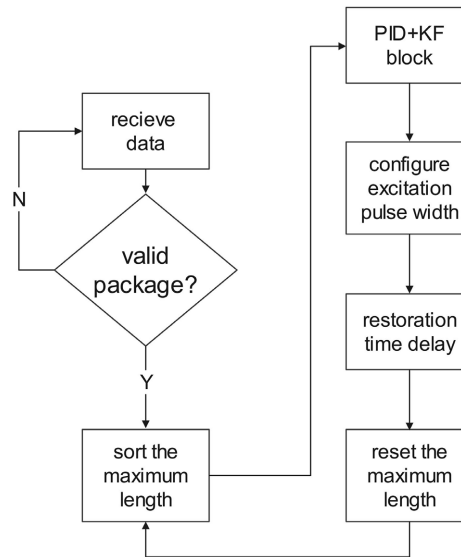 recieve
data
N
valid
package?
Y
sort the
maximum
length
PID+KF
block
configure
excitation
pulse width
restoration
time delay
reset the
maximum
length